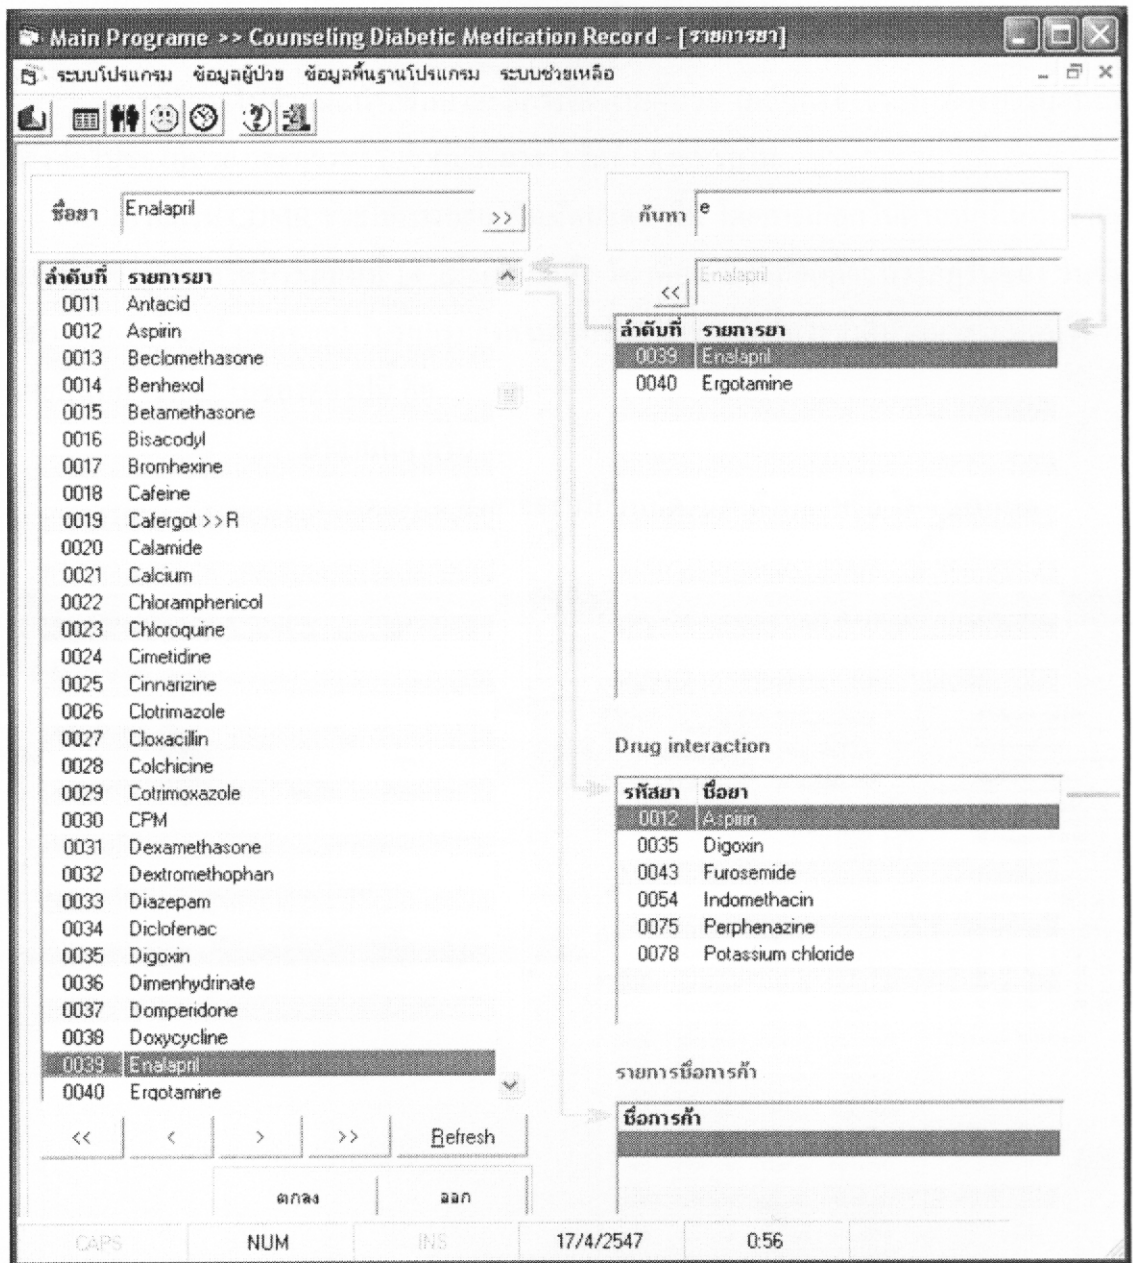 Main Programe >> Counseling Diabetic Medication Record - [รายการยา]
ระบบโปรแกรม ข้อมูลผู้ป่วย ข้อมูลพื้นฐานโปรแกรม ระบบช่วยเหลือ
ชื่อยา Enalapril >>
ค้นหา e
<< Enalapril
ลำดับที่ รายการยา
0011 Antacid
0012 Aspirin
0013 Beclomethasone
0014 Benhexol
0015 Betamethasone
0016 Bisacodyl
0017 Bromhexine
0018 Cafeine
0019 Cafergot >>R
0020 Calamide
0021 Calcium
0022 Chloramphenicol
0023 Chloroquine
0024 Cimetidine
0025 Cinnarizine
0026 Clotrimazole
0027 Cloxacillin
0028 Colchicine
0029 Cotrimoxazole
0030 CPM
0031 Dexamethasone
0032 Dextromethophan
0033 Diazepam
0034 Diclofenac
0035 Digoxin
0036 Dimenhydrinate
0037 Domperidone
0038 Doxycycline
0039 Enalapril
0040 Ergotamine
<< < > >> Refresh
ตกลง ออก
ลำดับที่ รายการยา
0039 Enalapril
0040 Ergotamine
Drug interaction
รหัสยา ชื่อยา
0012 Aspirin
0035 Digoxin
0043 Furosemide
0054 Indomethacin
0075 Perphenazine
0078 Potassium chloride
รายการชื่อการค้า
ชื่อการค้า
CAPS NUM INS 17/4/2547 0:56